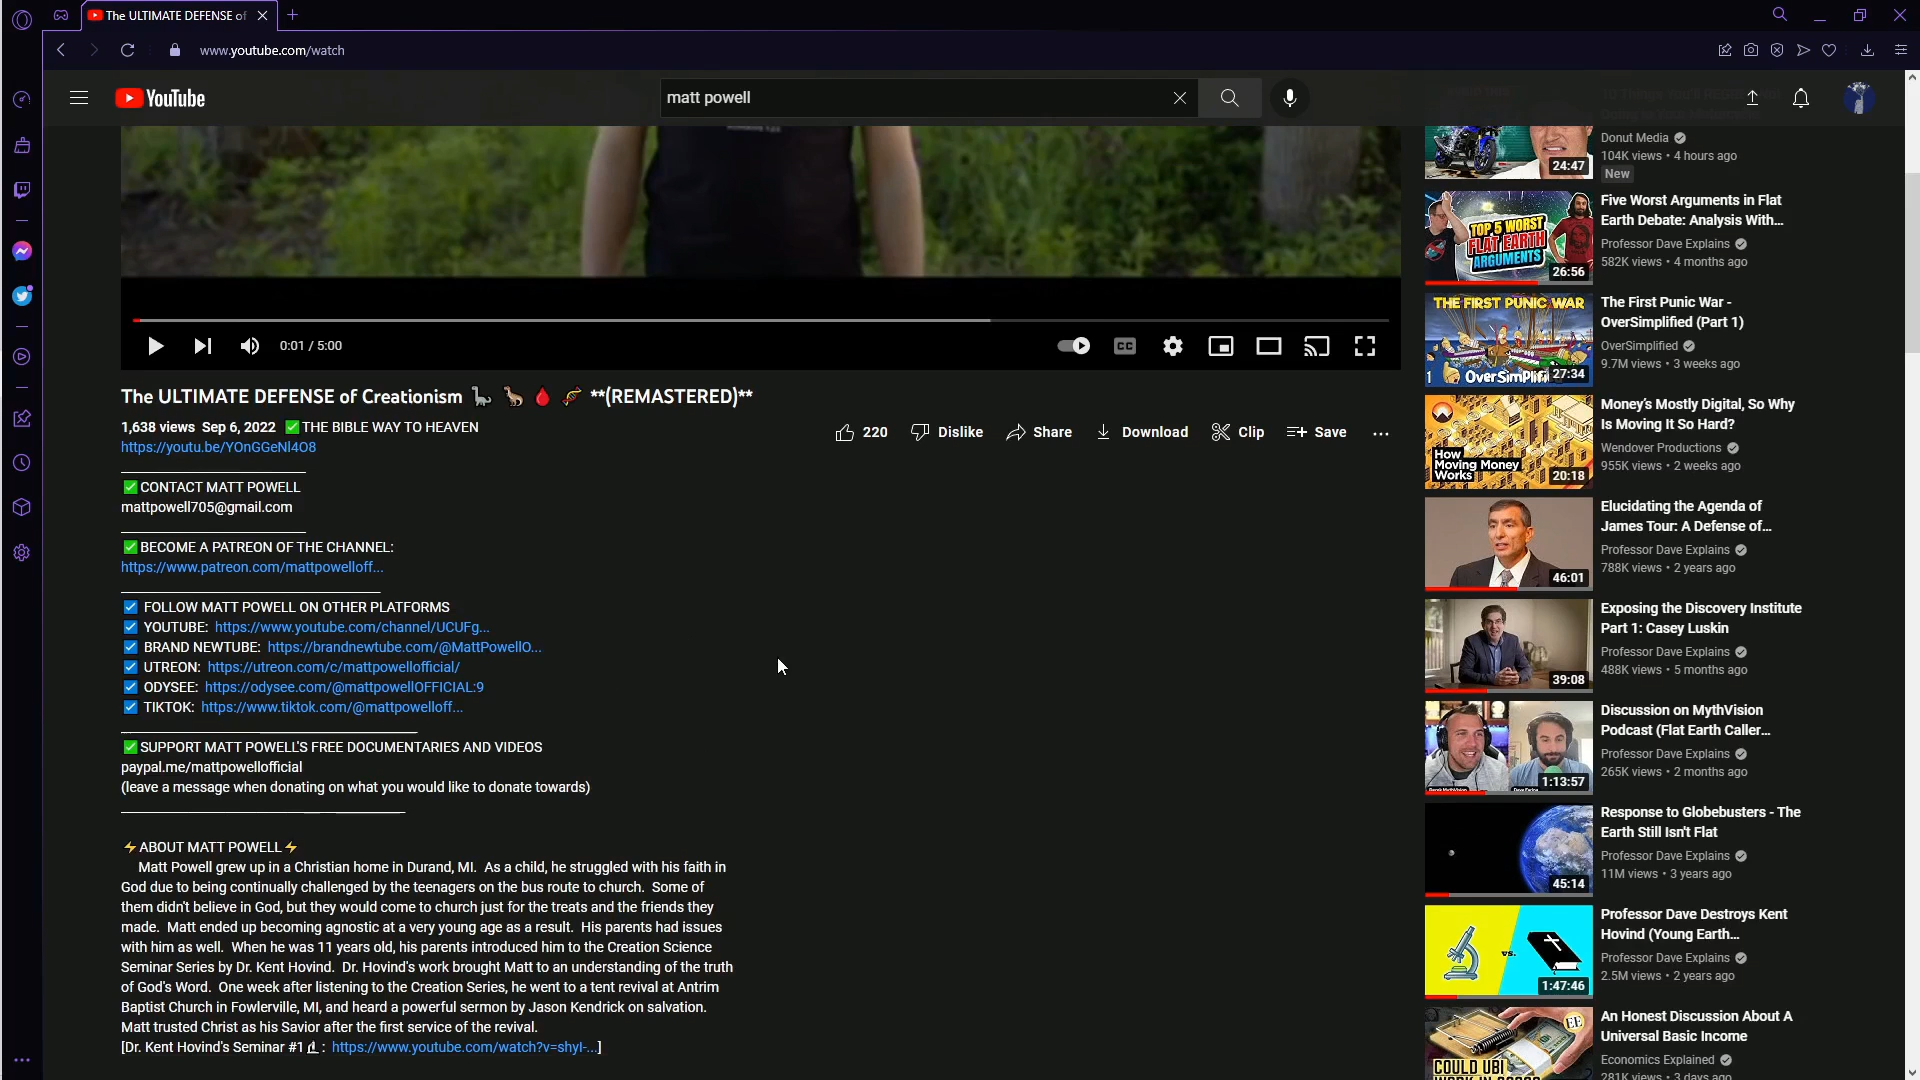 The ULTIMATE DEFENSE of
www.youtube.com/watch
YouTube
matt powell
0:01 / 5:00
CC
The ULTIMATE DEFENSE of Creationism 🦕 🦖 🩸 🧬 **(REMASTERED)**
1,638 views Sep 6, 2022 ✅THE BIBLE WAY TO HEAVEN
https://youtu.be/YOnGGeNl4O8
220 Dislike Share Download Clip Save ...
✅CONTACT MATT POWELL
mattpowell705@gmail.com
✅BECOME A PATREON OF THE CHANNEL:
https://www.patreon.com/mattpowelloff...
☑ FOLLOW MATT POWELL ON OTHER PLATFORMS
☑ YOUTUBE: https://www.youtube.com/channel/UCUFg...
☑ BRAND NEWTUBE: https://brandnewtube.com/@MattPowellO...
☑ UTREON: https://utreon.com/c/mattpowellofficial/
☑ ODYSEE: https://odysee.com/@mattpowellOFFICIAL:9
☑ TIKTOK: https://www.tiktok.com/@mattpowelloff...
✅SUPPORT MATT POWELL'S FREE DOCUMENTARIES AND VIDEOS
paypal.me/mattpowellofficial
(leave a message when donating on what you would like to donate towards)
⚡ABOUT MATT POWELL⚡
Matt Powell grew up in a Christian home in Durand, MI. As a child, he struggled with his faith in
God due to being continually challenged by the teenagers on the bus route to church. Some of
them didn't believe in God, but they would come to church just for the treats and the friends they
made. Matt ended up becoming agnostic at a very young age as a result. His parents had issues
with him as well. When he was 11 years old, his parents introduced him to the Creation Science
Seminar Series by Dr. Kent Hovind. Dr. Hovind's work brought Matt to an understanding of the truth
of God's Word. One week after listening to the Creation Series, he went to a tent revival at Antrim
Baptist Church in Fowlerville, MI, and heard a powerful sermon by Jason Kendrick on salvation.
Matt trusted Christ as his Savior after the first service of the revival.
[Dr. Kent Hovind's Seminar #1 : https://www.youtube.com/watch?v=shyI-...]
24:47
Donut Media
104K views • 4 hours ago
New
TOP 5 WORST
FLAT EARTH
ARGUMENTS
26:56
Five Worst Arguments in Flat
Earth Debate: Analysis With...
Professor Dave Explains
582K views • 4 months ago
THE FIRST PUNIC WAR
1
OverSimplifi
27:34
The First Punic War -
OverSimplified (Part 1)
OverSimplified
9.7M views • 3 weeks ago
How
Moving Money
Works
20:18
Money's Mostly Digital, So Why
Is Moving It So Hard?
Wendover Productions
955K views • 2 weeks ago
46:01
Elucidating the Agenda of
James Tour: A Defense of...
Professor Dave Explains
788K views • 2 years ago
39:08
Exposing the Discovery Institute
Part 1: Casey Luskin
Professor Dave Explains
488K views • 5 months ago
1:13:57
Discussion on MythVision
Podcast (Flat Earth Caller...
Professor Dave Explains
265K views • 2 months ago
45:14
Response to Globebusters - The
Earth Still Isn't Flat
Professor Dave Explains
11M views • 3 years ago
vs.
1:47:46
Professor Dave Destroys Kent
Hovind (Young Earth...
Professor Dave Explains
2.5M views • 2 years ago
EE
COULD UBI
An Honest Discussion About A
Universal Basic Income
Economics Explained
281K views • 3 days ago